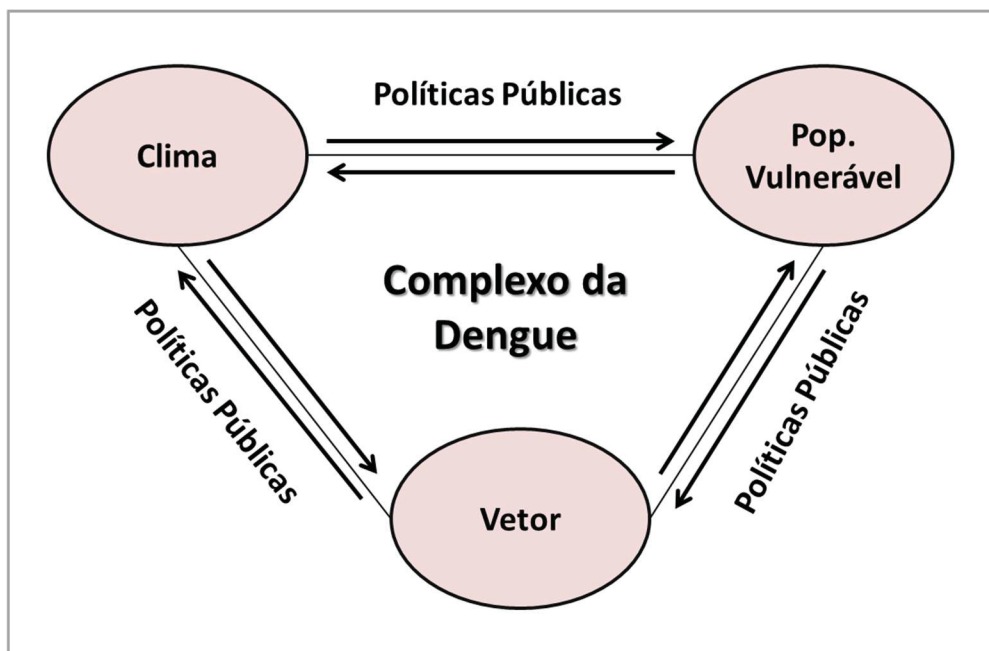 Políticas Públicas
Clima
Pop.
Vulnerável
Complexo da
Dengue
Políticas Públicas
Políticas Públicas
Vetor